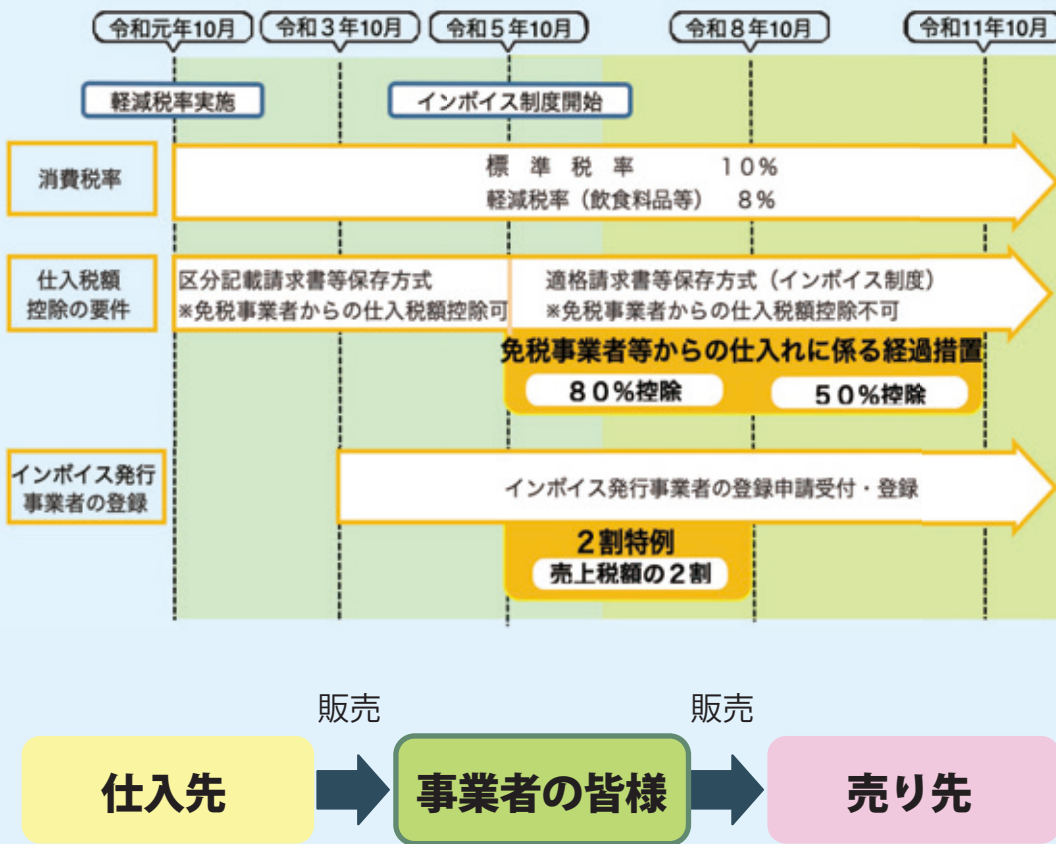 令和元年10月 令和3年10月 令和5年10月 令和8年10月 令和11年10月
軽減税率実施 インボイス制度開始
消費税率
標準税率 10%
軽減税率（飲食料品等） 8%
仕入税額
控除の要件
区分記載請求書等保存方式
※免税事業者からの仕入税額控除可
適格請求書等保存方式（インボイス制度）
※免税事業者からの仕入税額控除不可
免税事業者等からの仕入れに係る経過措置
80%控除 50%控除
インボイス発行
事業者の登録
インボイス発行事業者の登録申請受付・登録
2割特例
売上税額の2割
販売 販売
仕入先 事業者の皆様 売り先